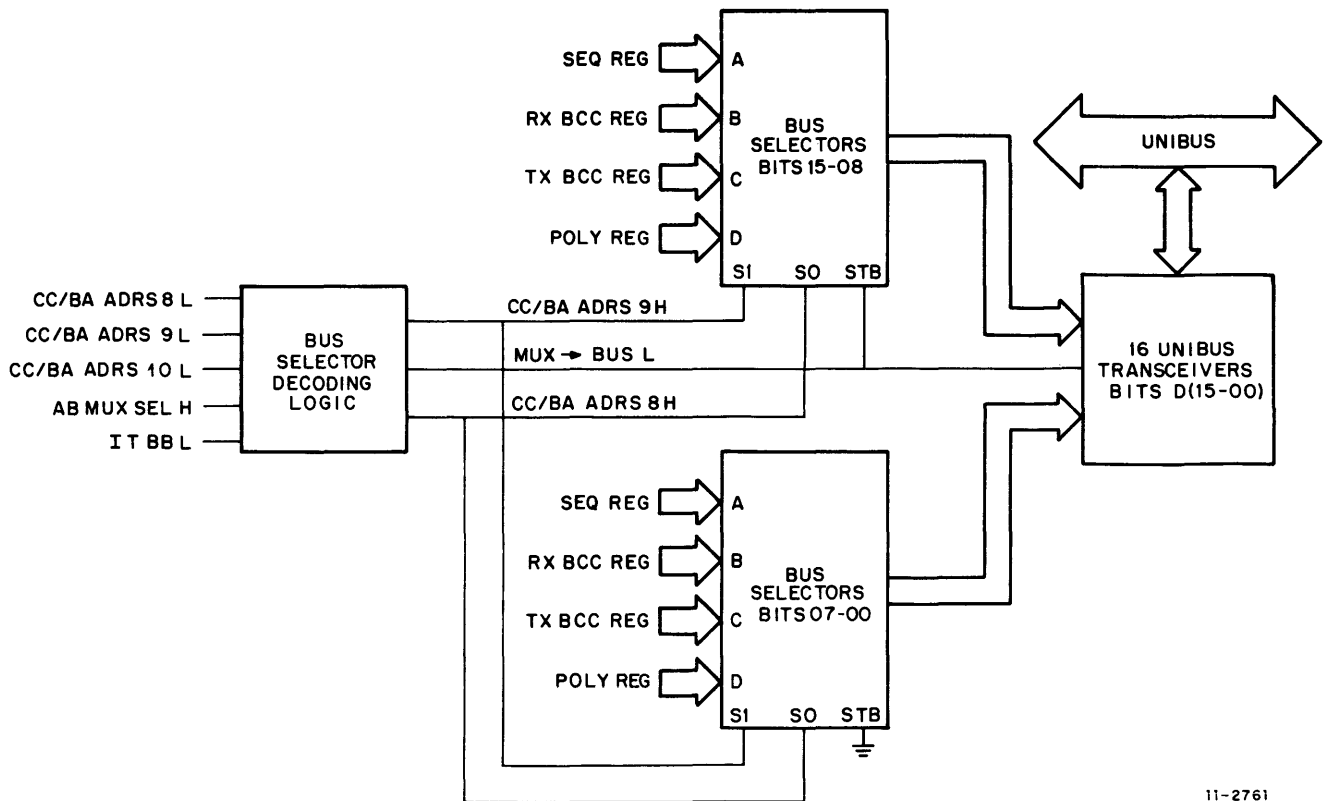 SEQ REG
A
RX BCC REG
B
TX BCC REG
C
POLY REG
D
BUS
SELECTORS
BITS 15-08
S1
S0
STB
UNIBUS
CC/BA ADRS 8 L
CC/BA ADRS 9 L
CC/BA ADRS 10 L
AB MUX SEL H
IT BB L
BUS
SELECTOR
DECODING
LOGIC
CC/BA ADRS 9H
MUX → BUS L
CC/BA ADRS 8H
16 UNIBUS
TRANSCEIVERS
BITS D(15-00)
SEQ REG
A
RX BCC REG
B
TX BCC REG
C
POLY REG
D
BUS
SELECTORS
BITS 07-00
S1
S0
STB
11-2761